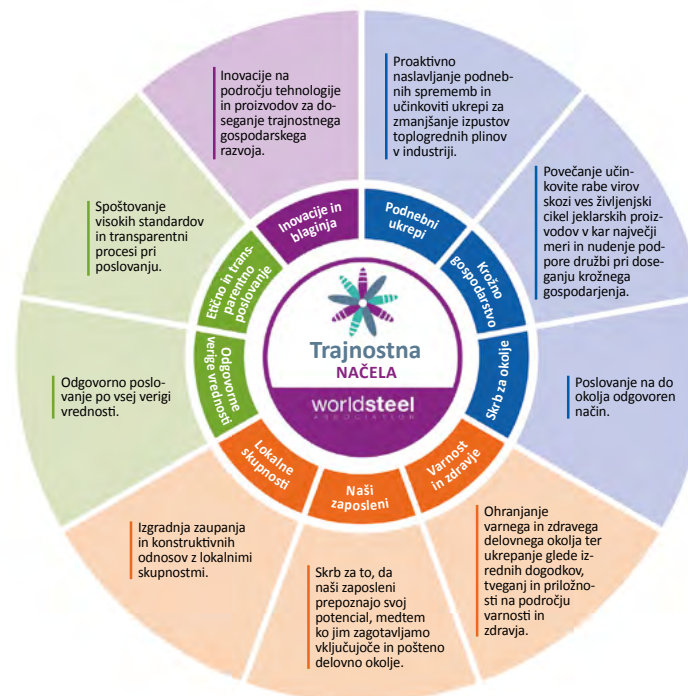 Inovacije na
področju tehnologije
in proizvodov za do-
seganje trajnostnega
gospodarskega
razvoja.
Proaktivno
naslavljanje podneb-
nih sprememb in
učinkoviti ukrepi za
zmanjšanje izpustov
toplogrednih plinov
v industriji.
Povečanje učin-
kovite rabe virov
skozi ves življenjski
cikel jeklarskih proiz-
vodov v kar največji
meri in nudenje pod-
pore družbi pri dose-
ganju krožnega
gospodarjenja.
Poslovanje na do
okolja odgovoren
način.
Ohranjanje
varnega in zdravega
delovnega okolja ter
ukrepanje glede iz-
rednih dogodkov,
tveganj in priložno-
sti na področju
varnosti in
zdravja.
Skrb za to, da
naši zaposleni
prepoznajo svoj
potencial, medtem
ko jim zagotavljamo
vključujoče in pošteno
delovno okolje.
Izgradnja zaupanja
in konstruktivnih
odnosov z lokalnimi
skupnostmi.
Odgovorno poslo-
vanje po vsej verigi
vrednosti.
Spoštovanje
visokih standardov
in transparentni
procesi pri
poslovanju.
Inovacije in
blaginja
Podnebni
ukrepi
Krožno
gospodarstvo
Skrb za okolje
Varnost
in zdravje
Naši
zaposleni
Lokalne
skupnosti
Odgovorne
verige vrednosti
Etično in trans-
parentno
poslovanje
Trajnostna
NAČELA
worldsteel
ASSOCIATION